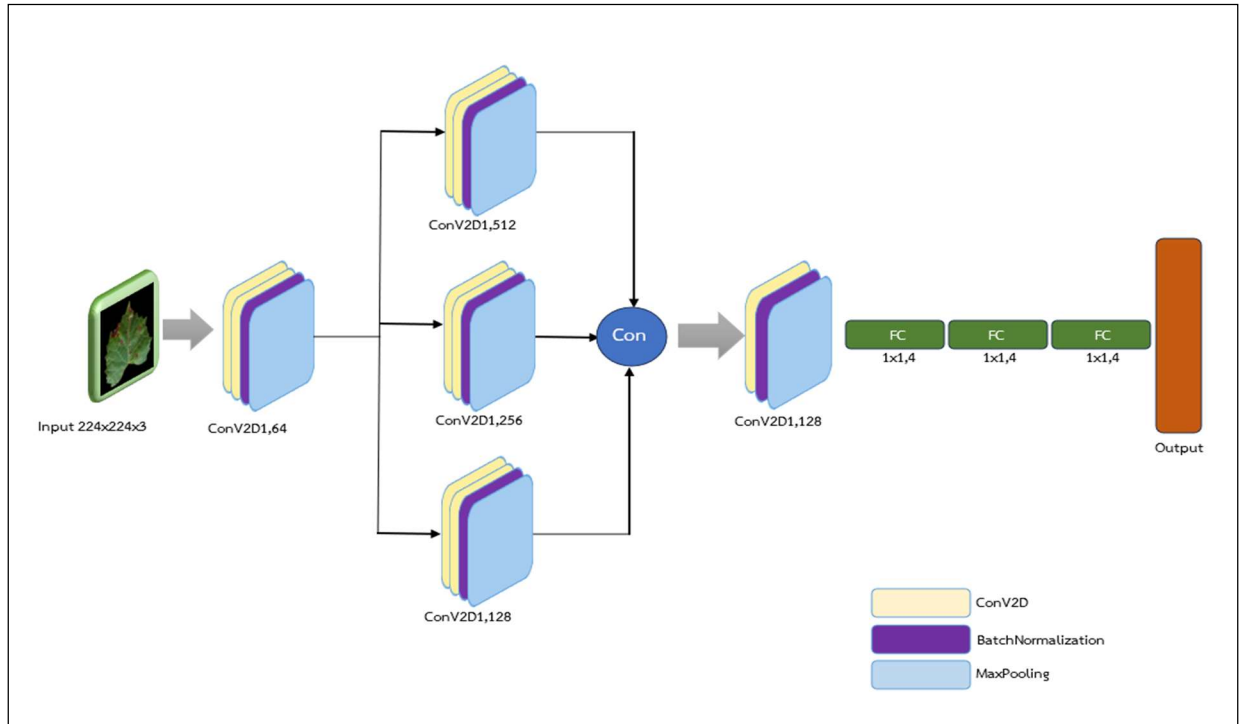 ConV2D1,512
Input 224x224x3
ConV2D1,64
ConV2D1,256
Con
ConV2D1,128
ConV2D1,128
FC
1x1,4
FC
1x1,4
FC
1x1,4
Output
ConV2D
BatchNormalization
MaxPooling